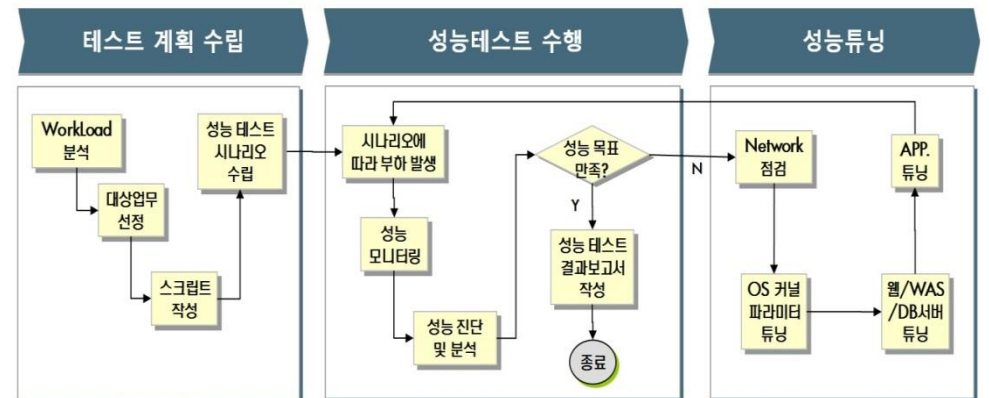 테스트 계획 수립
성능테스트 수행
성능튜닝
WorkLoad
분석
대상업무
선정
스크립트
작성
성능 테스트
시나리오
수립
시나리오에
따라 부하 발생
성능
모니터링
성능 진단
및 분석
성능 목표
만족?
N
Y
성능 테스트
결과보고서
작성
종료
Network
점검
OS 커널
파라미터
튜닝
웹/WAS
/DB서버
튜닝
APP.
튜닝